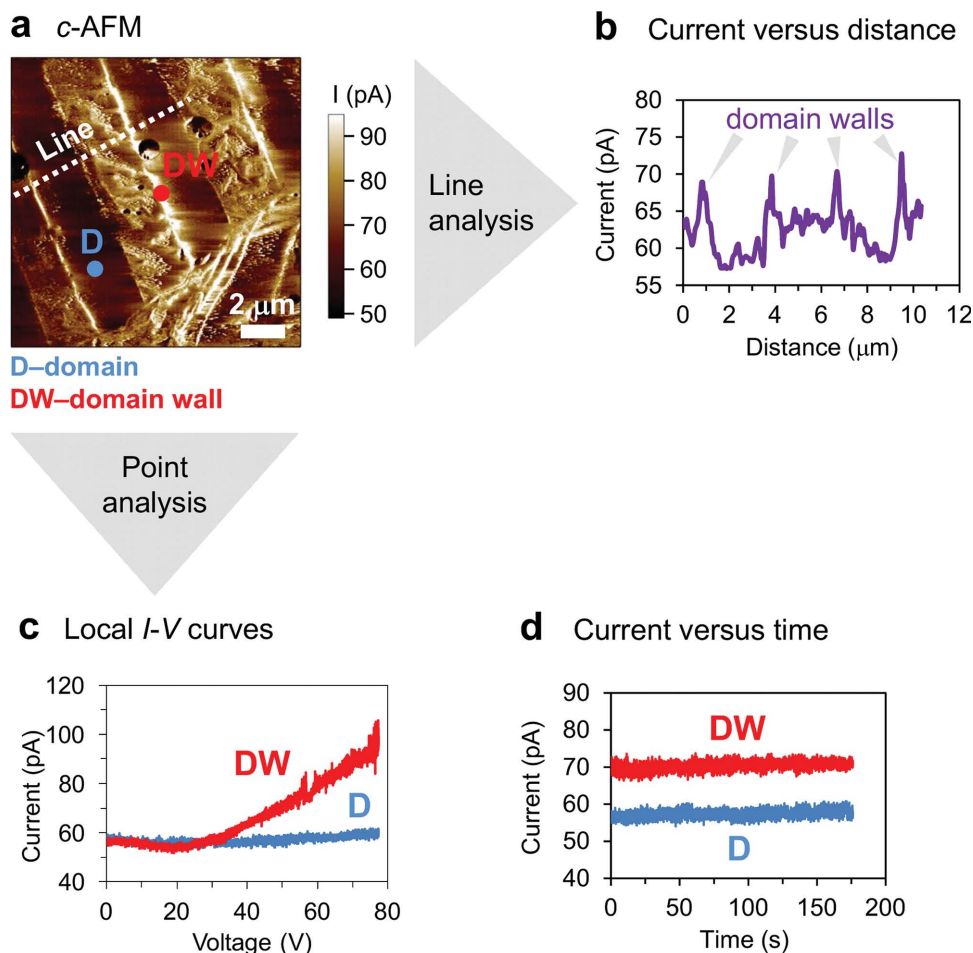 a c-AFM
I (pA)
90
80
70
60
50
Line
DW
D
2 μm
D–domain
DW–domain wall
Line
analysis
b Current versus distance
80
75
70
65
60
55
Current (pA)
domain walls
0 2 4 6 8 10 12
Distance (μm)
Point
analysis
c Local I-V curves
120
100
80
60
40
Current (pA)
DW
D
0 20 40 60 80
Voltage (V)
d Current versus time
90
80
70
60
50
40
Current (pA)
DW
D
0 50 100 150 200
Time (s)